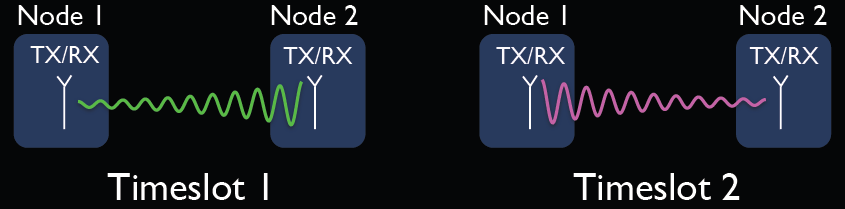 Node 1
Node 2
TX/RX
TX/RX
Timeslot 1
Node 1
Node 2
TX/RX
TX/RX
Timeslot 2